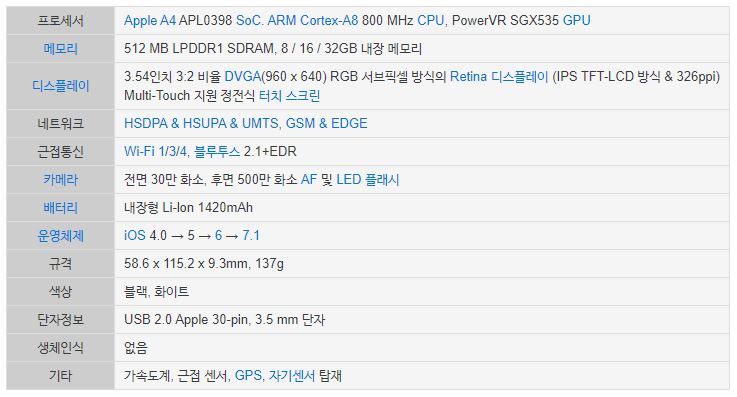 프로세서 Apple A4 APL0398 SoC. ARM Cortex-A8 800 MHz CPU, PowerVR SGX535 GPU
메모리 512 MB LPDDR1 SDRAM, 8 / 16 / 32GB 내장 메모리
디스플레이 3.54인치 3:2 비율 DVGA(960 x 640) RGB 서브픽셀 방식의 Retina 디스플레이 (IPS TFT-LCD 방식 & 326ppi)
Multi-Touch 지원 정전식 터치 스크린
네트워크 HSDPA & HSUPA & UMTS, GSM & EDGE
근접통신 Wi-Fi 1/3/4, 블루투스 2.1+EDR
카메라 전면 30만 화소, 후면 500만 화소 AF 및 LED 플래시
배터리 내장형 Li-Ion 1420mAh
운영체제 iOS 4.0 → 5 → 6 → 7.1
규격 58.6 x 115.2 x 9.3mm, 137g
색상 블랙, 화이트
단자정보 USB 2.0 Apple 30-pin, 3.5 mm 단자
생체인식 없음
기타 가속도계, 근접 센서, GPS, 자기센서 탑재